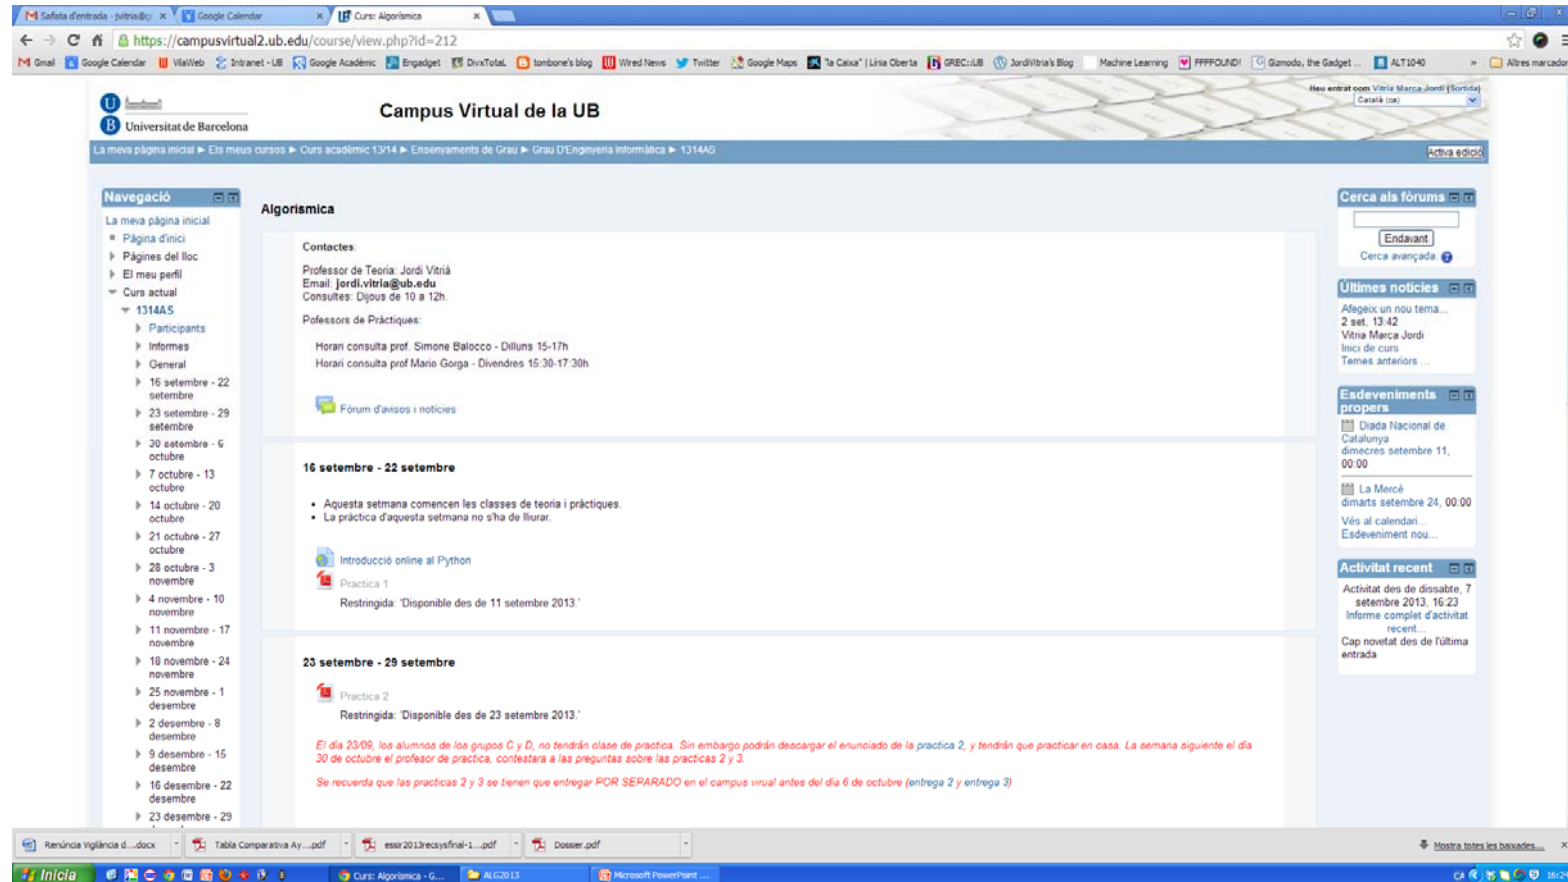 Safata d'entrada - jvitria@g
Google Calendar
Curs: Algorísmica
https://campusvirtual2.ub.edu/course/view.php?id=212
Gmail
Google Calendar
VilaWeb
Intranet - UB
Google Acadèmic
Engadget
DivxTotaL
tombone's blog
Wired News
Twitter
Google Maps
"la Caixa" | Línia Oberta
GREC::UB
JordiVitria's Blog
Machine Learning
FFFFOUND!
Gizmodo, the Gadget ...
ALT1040
»
Altres marcador
Universitat de Barcelona
Campus Virtual de la UB
Heu entrat com Vitria Marca Jordi (Sortida)
Català (ca)
La meva pàgina inicial ► Els meus cursos ► Curs acadèmic 13/14 ► Ensenyaments de Grau ► Grau D'Enginyeria Informàtica ► 1314AS
Activa edició
Navegació
La meva pàgina inicial
Pàgina d'inici
Pàgines del lloc
El meu perfil
Curs actual
1314AS
Participants
Informes
General
16 setembre - 22
setembre
23 setembre - 29
setembre
30 setembre - 6
octubre
7 octubre - 13
octubre
14 octubre - 20
octubre
21 octubre - 27
octubre
28 octubre - 3
novembre
4 novembre - 10
novembre
11 novembre - 17
novembre
18 novembre - 24
novembre
25 novembre - 1
desembre
2 desembre - 8
desembre
9 desembre - 15
desembre
16 desembre - 22
desembre
23 desembre - 29
Algorísmica
Contactes:
Professor de Teoria: Jordi Vitrià
Email: jordi.vitria@ub.edu
Consultes: Dijous de 10 a 12h.
Pofessors de Pràctiques:
Horari consulta prof. Simone Balocco - Dilluns 15-17h
Horari consulta prof Mario Gorga - Divendres 15:30-17:30h
Fòrum d'avisos i notícies
16 setembre - 22 setembre
• Aquesta setmana comencen les classes de teoria i pràctiques.
• La pràctica d'aquesta setmana no s'ha de lliurar.
Introducció online al Python
Practica 1
Restringida: 'Disponible des de 11 setembre 2013.'
23 setembre - 29 setembre
Practica 2
Restringida: 'Disponible des de 23 setembre 2013.'
El día 23/09, los alumnos de los grupos C y D, no tendrán clase de practica. Sin embargo podrán descargar el enunciado de la practica 2, y tendrán que practicar en casa. La semana siguiente el día
30 de octubre el profesor de practica, contestara a las preguntas sobre las practicas 2 y 3.
Se recuerda que las practicas 2 y 3 se tienen que entregar POR SEPARADO en el campus virual antes del día 6 de octubre (entrega 2 y entrega 3)
Cerca als fòrums
Endavant
Cerca avançada
Últimes notícies
Afegeix un nou tema...
2 set, 13:42
Vitria Marca Jordi
Inici de curs
Temes anteriors ...
Esdeveniments
propers
Diada Nacional de
Catalunya
dimecres setembre 11,
00:00
La Mercè
dimarts setembre 24, 00:00
Vés al calendari...
Esdeveniment nou...
Activitat recent
Activitat des de dissabte, 7
setembre 2013, 16:23
Informe complet d'activitat
recent...
Cap novetat des de l'última
entrada
Renúncia Vigilància d....docx
Tabla Comparativa Ay....pdf
essir2013recsysfinal-1....pdf
Dossier.pdf
Mostra totes les baixades...
Inicia
Curs: Algorísmica - G...
ALG2013
Microsoft PowerPoint ...
CA